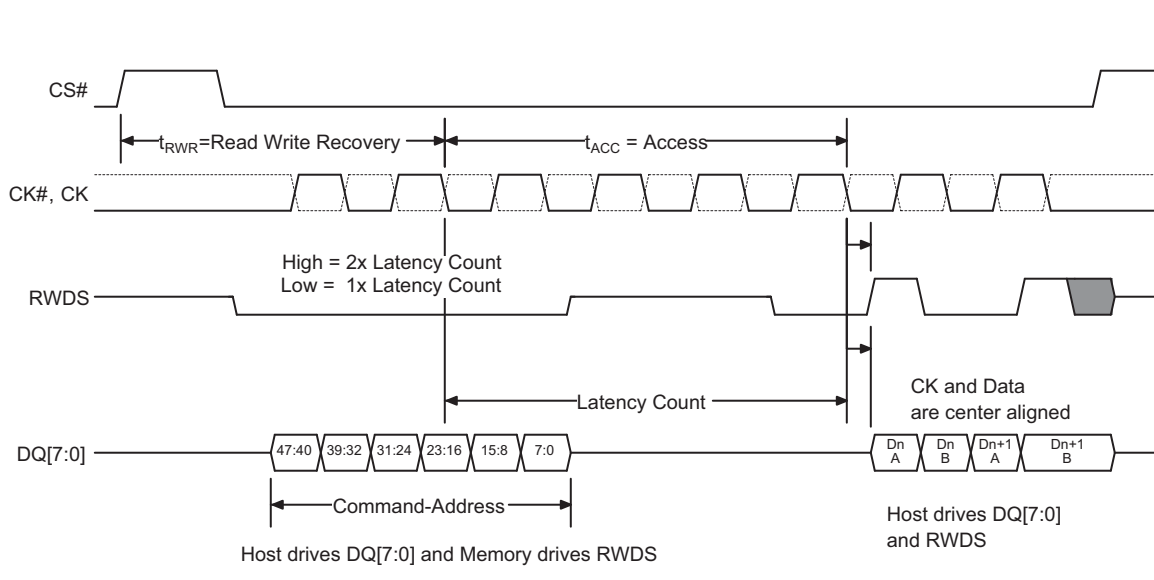 CS#
t_RWR=Read Write Recovery
t_ACC = Access
CK#, CK
High = 2x Latency Count
Low = 1x Latency Count
RWDS
Latency Count
CK and Data
are center aligned
DQ[7:0]
47:40 39:32 31:24 23:16 15:8 7:0
Dn Dn Dn+1 Dn+1
A B A B
Command-Address
Host drives DQ[7:0]
and RWDS
Host drives DQ[7:0] and Memory drives RWDS